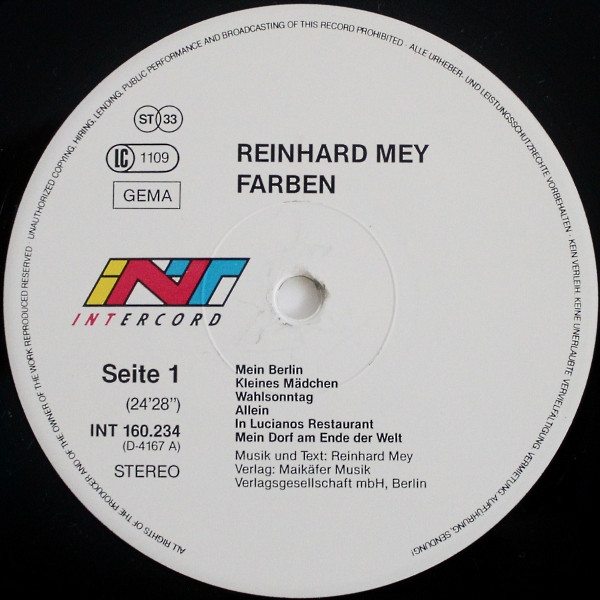 ALL RIGHTS OF THE PRODUCER AND OF THE OWNER OF THE WORK REPRODUCED RESERVED · UNAUTHORIZED COPYING, HIRING, LENDING, PUBLIC PERFORMANCE AND BROADCASTING OF THIS RECORD PROHIBITED · ALLE URHEBER- UND LEISTUNGSSCHUTZRECHTE VORBEHALTEN · KEIN VERLEIH, KEINE UNERLAUBTE VERVIELFÄLTIGUNG, VERMIETUNG, AUFFÜHRUNG, SENDUNG!
ST 33
LC 1109
GEMA
REINHARD MEY
FARBEN
INT
INTERCORD
Seite 1
(24'28")
INT 160.234
(D-4167 A)
STEREO
Mein Berlin
Kleines Mädchen
Wahlsonntag
Allein
In Lucianos Restaurant
Mein Dorf am Ende der Welt
Musik und Text: Reinhard Mey
Verlag: Maikäfer Musik
Verlagsgesellschaft mbH, Berlin